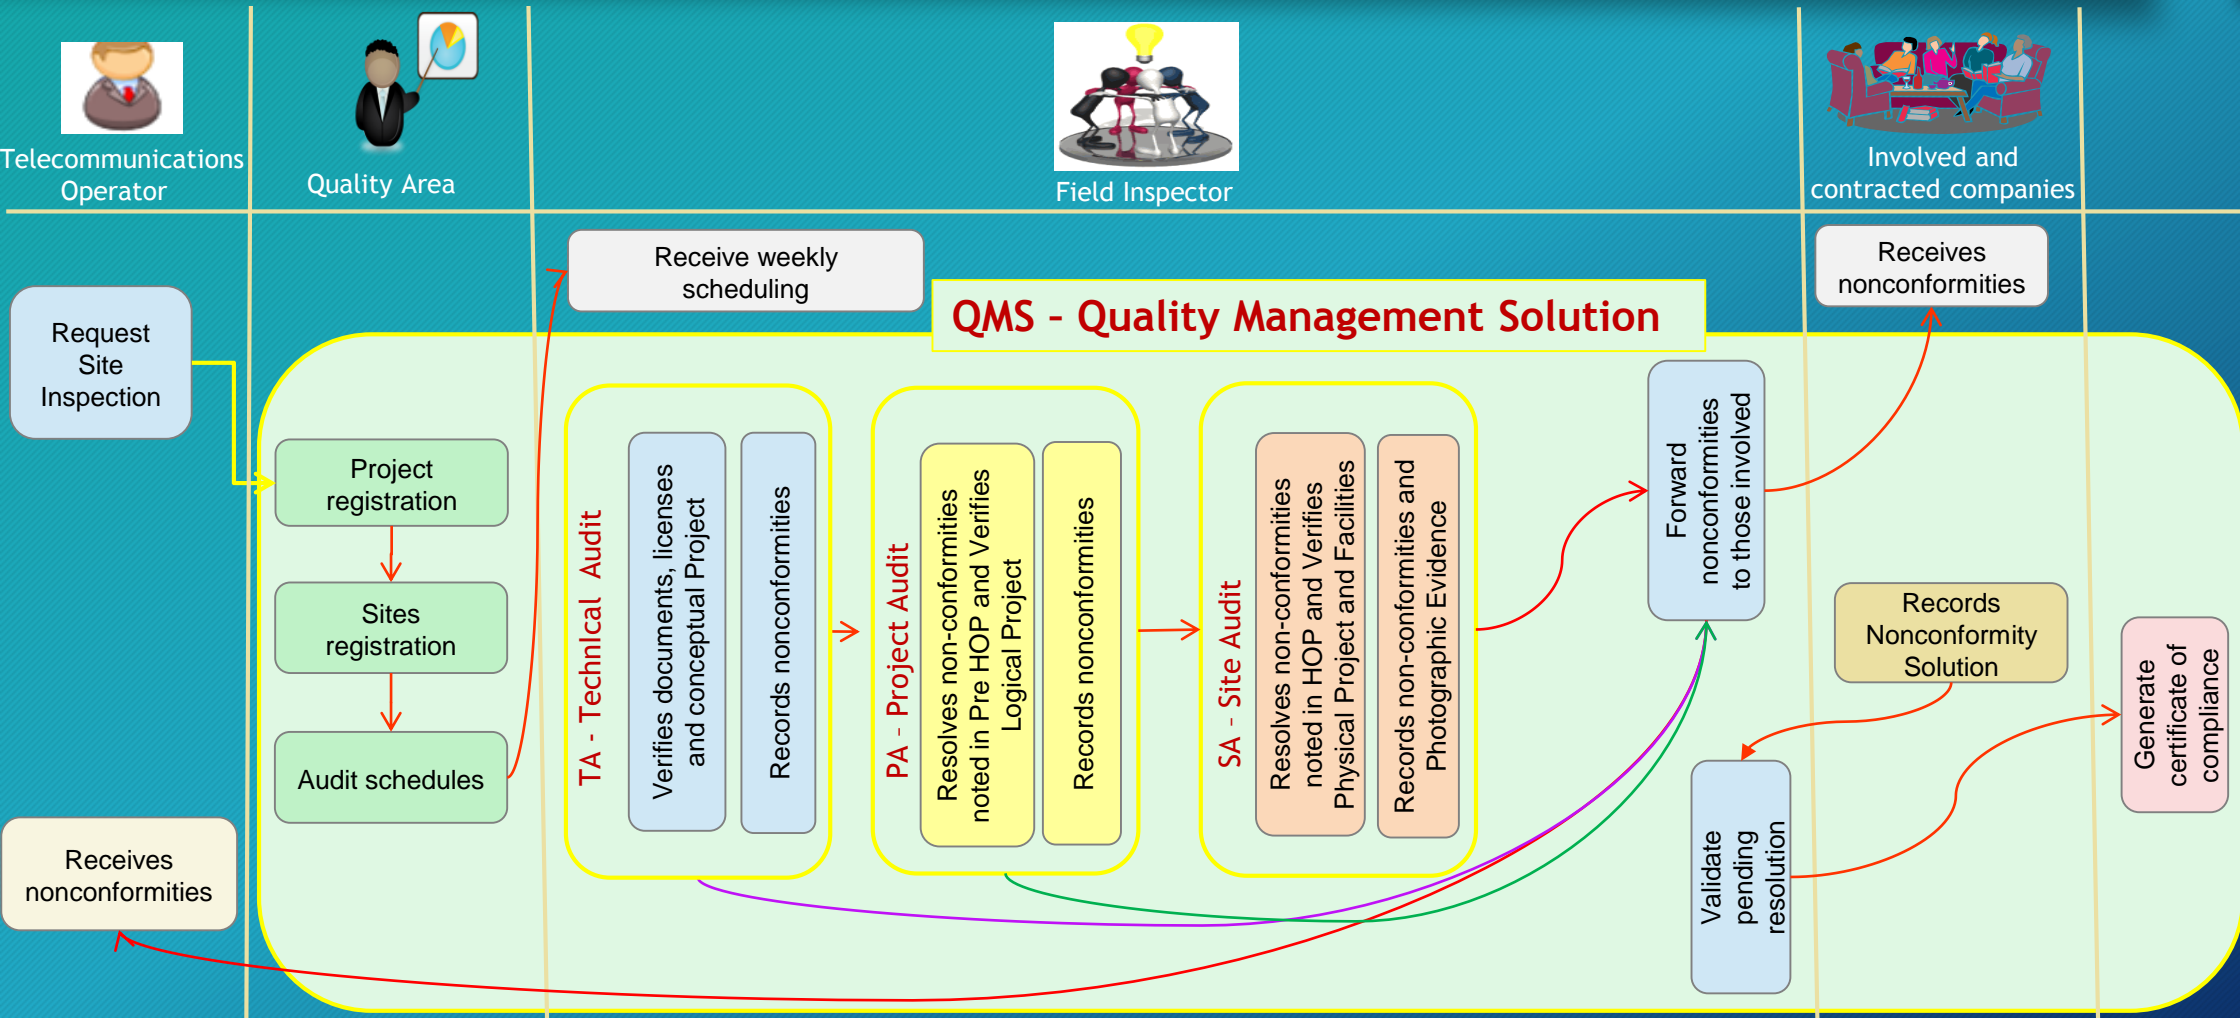 Telecommunications
Operator
Quality Area
Field Inspector
Involved and
contracted companies
Receive weekly
scheduling
Receives
nonconformities
QMS – Quality Management Solution
Request
Site
Inspection
Project
registration
Sites
registration
Audit schedules
Receives
nonconformities
TA - TechnIcal Audit
Verifies documents, licenses
and conceptual Project
Records nonconformities
PA – Project Audit
Resolves non-conformities
noted in Pre HOP and Verifies
Logical Project
Records nonconformities
SA – Site Audit
Resolves non-conformities
noted in HOP and Verifies
Physical Project and Facilities
Records non-conformities and
Photographic Evidence
Forward
nonconformities
to those involved
Records
Nonconformity
Solution
Validate
pending
resolution
Generate
certificate of
compliance